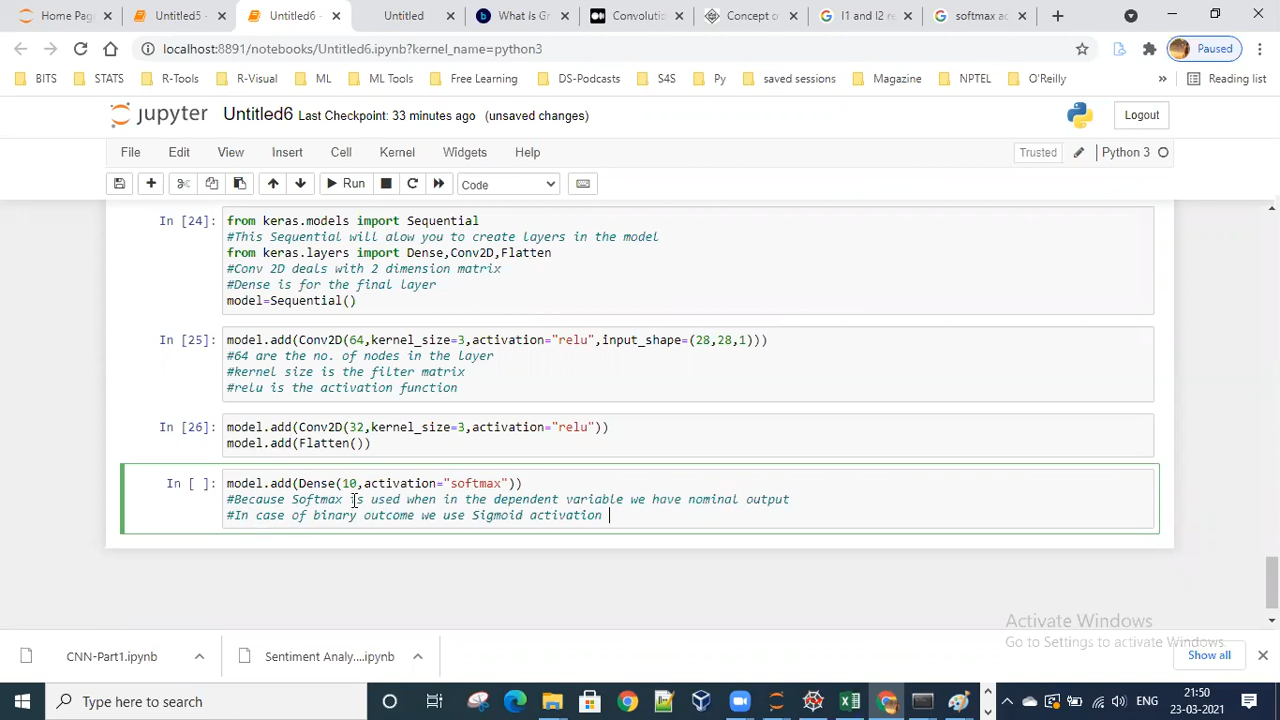 Home Page
Untitled5 -
Untitled6 -
Untitled
What is Gr
Convolutio
Concept o
l1 and l2 re
softmax ac
localhost:8891/notebooks/Untitled6.ipynb?kernel_name=python3
Paused
BITS
STATS
R-Tools
R-Visual
ML
ML Tools
Free Learning
DS-Podcasts
S4S
Py
saved sessions
Magazine
NPTEL
O'Reilly
»
Reading list
jupyter
Untitled6 Last Checkpoint: 33 minutes ago (unsaved changes)
Logout
File
Edit
View
Insert
Cell
Kernel
Widgets
Help
Trusted
Python 3
Run
Code
In [24]:
from keras.models import Sequential
#This Sequential will alow you to create layers in the model
from keras.layers import Dense,Conv2D,Flatten
#Conv 2D deals with 2 dimension matrix
#Dense is for the final layer
model=Sequential()
In [25]:
model.add(Conv2D(64,kernel_size=3,activation="relu",input_shape=(28,28,1)))
#64 are the no. of nodes in the layer
#kernel size is the filter matrix
#relu is the activation function
In [26]:
model.add(Conv2D(32,kernel_size=3,activation="relu"))
model.add(Flatten())
In [ ]:
model.add(Dense(10,activation="softmax"))
#Because Softmax is used when in the dependent variable we have nominal output
#In case of binary outcome we use Sigmoid activation
Activate Windows
Go to Settings to activate Windows.
CNN-Part1.ipynb
Sentiment Analy....ipynb
Show all
Type here to search
ENG
21:50
23-03-2021